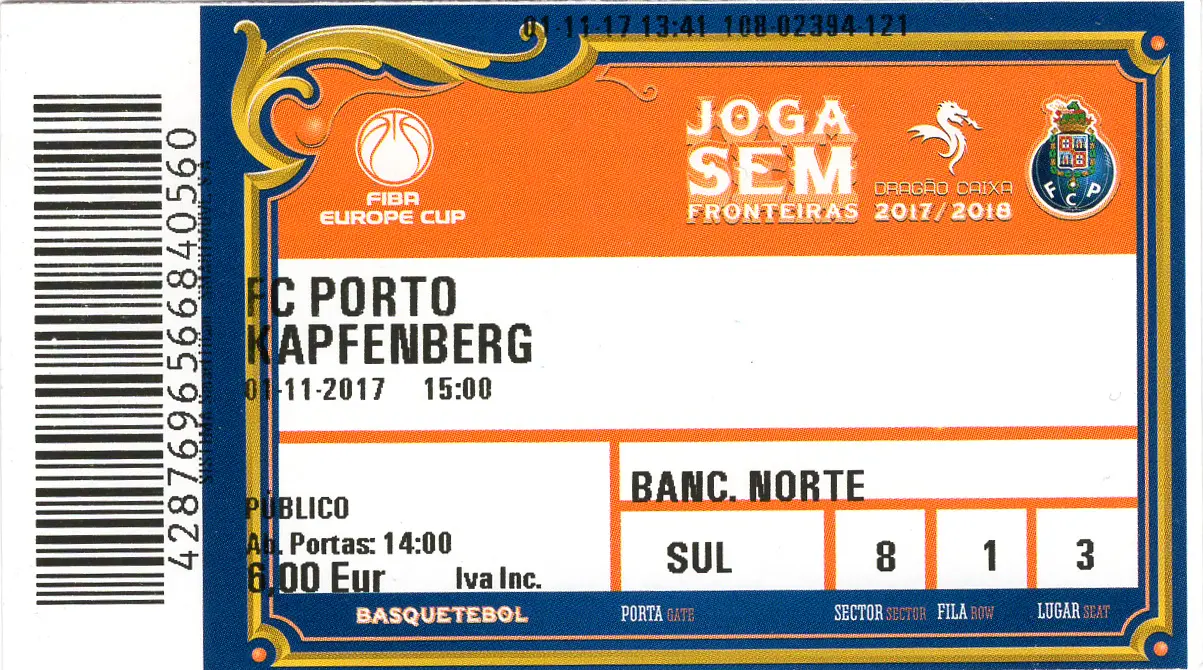 01-11-17 13:41 108-02394-121
4287696566840560
FIBA
EUROPE CUP
JOGA
SEM
FRONTEIRAS
DRAGÃO CAIXA
2017/2018
FCP
FC PORTO
KAPFENBERG
01-11-2017 15:00
PÚBLICO
Ab. Portas: 14:00
6,00 Eur Iva Inc.
BANC. NORTE
SUL 8 1 3
BASQUETEBOL
PORTA GATE SECTOR SECTOR FILA ROW LUGAR SEAT